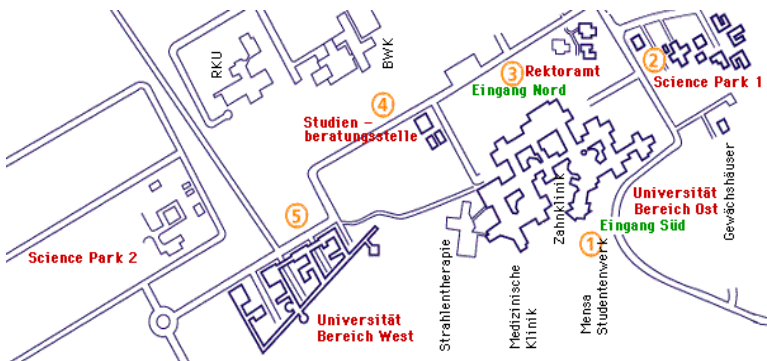 RKU
BWK
4
3
Rektoramt
Eingang Nord
2
Science Park 1
Studien –
beratungsstelle
5
Science Park 2
Universität
Bereich West
Strahlentherapie
Medizinische
Klinik
Zahnklinik
1
Mensa
Studentenwerk
Universität
Bereich Ost
Eingang Süd
Gewächshäuser